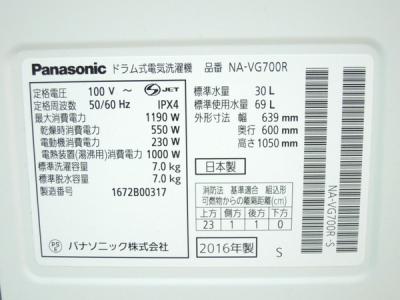 Panasonic ドラム式電気洗濯機 品番 NA-VG700R
定格電圧 100 V ～ S JET
定格周波数 50/60 Hz IPX4
最大消費電力 1190 W
乾燥時消費電力 550 W
電動機消費電力 230 W
電熱装置(湯沸用)消費電力 1000 W
標準洗濯容量 7.0 kg
標準脱水容量 7.0 kg
製造番号 1672B00317
PSE パナソニック株式会社
標準水量 30 L
標準使用水量 69 L
外形寸法 幅 639 mm
奥行 600 mm
高さ 1050 mm
日本製
消防法 基準適合 組込形
可燃物からの離隔距離(cm)
上方 側方 後方 下方
23 1 1 0
2016年製 S
NA-VG700R-S